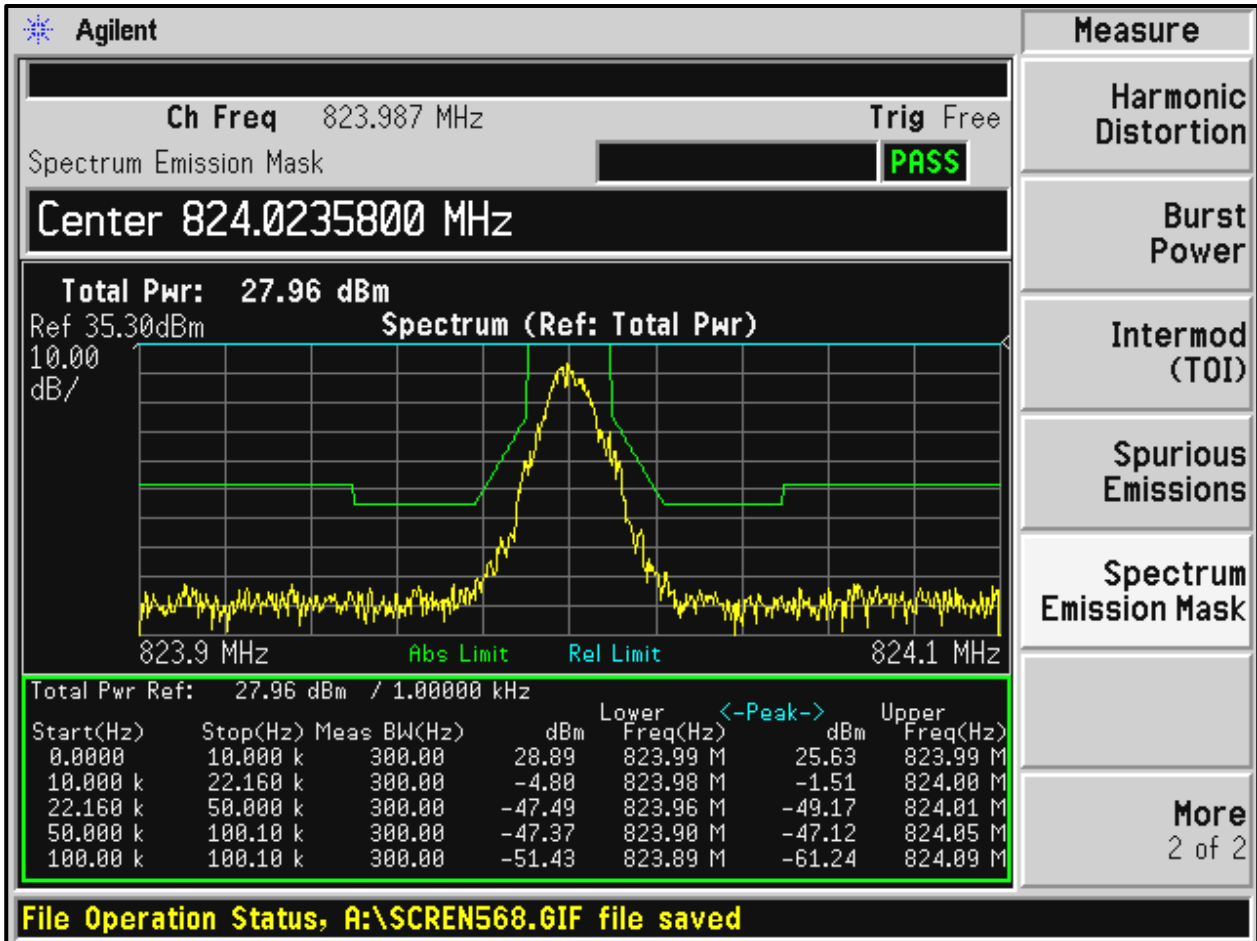 Agilent
Measure
Ch Freq 823.987 MHz Trig Free
Spectrum Emission Mask PASS
Center 824.0235800 MHz
Total Pwr: 27.96 dBm
Ref 35.30dBm Spectrum (Ref: Total Pwr)
10.00
dB/
823.9 MHz Abs Limit Rel Limit 824.1 MHz
Total Pwr Ref: 27.96 dBm / 1.00000 kHz
Lower <-Peak-> Upper
Start(Hz) Stop(Hz) Meas BW(Hz) dBm Freq(Hz) dBm Freq(Hz)
0.0000 10.000 k 300.00 28.89 823.99 M 25.63 823.99 M
10.000 k 22.160 k 300.00 -4.80 823.98 M -1.51 824.00 M
22.160 k 50.000 k 300.00 -47.49 823.96 M -49.17 824.01 M
50.000 k 100.10 k 300.00 -47.37 823.90 M -47.12 824.05 M
100.00 k 100.10 k 300.00 -51.43 823.89 M -61.24 824.09 M
Harmonic
Distortion
Burst
Power
Intermod
(TOI)
Spurious
Emissions
Spectrum
Emission Mask
More
2 of 2
File Operation Status, A:\SCREN568.GIF file saved